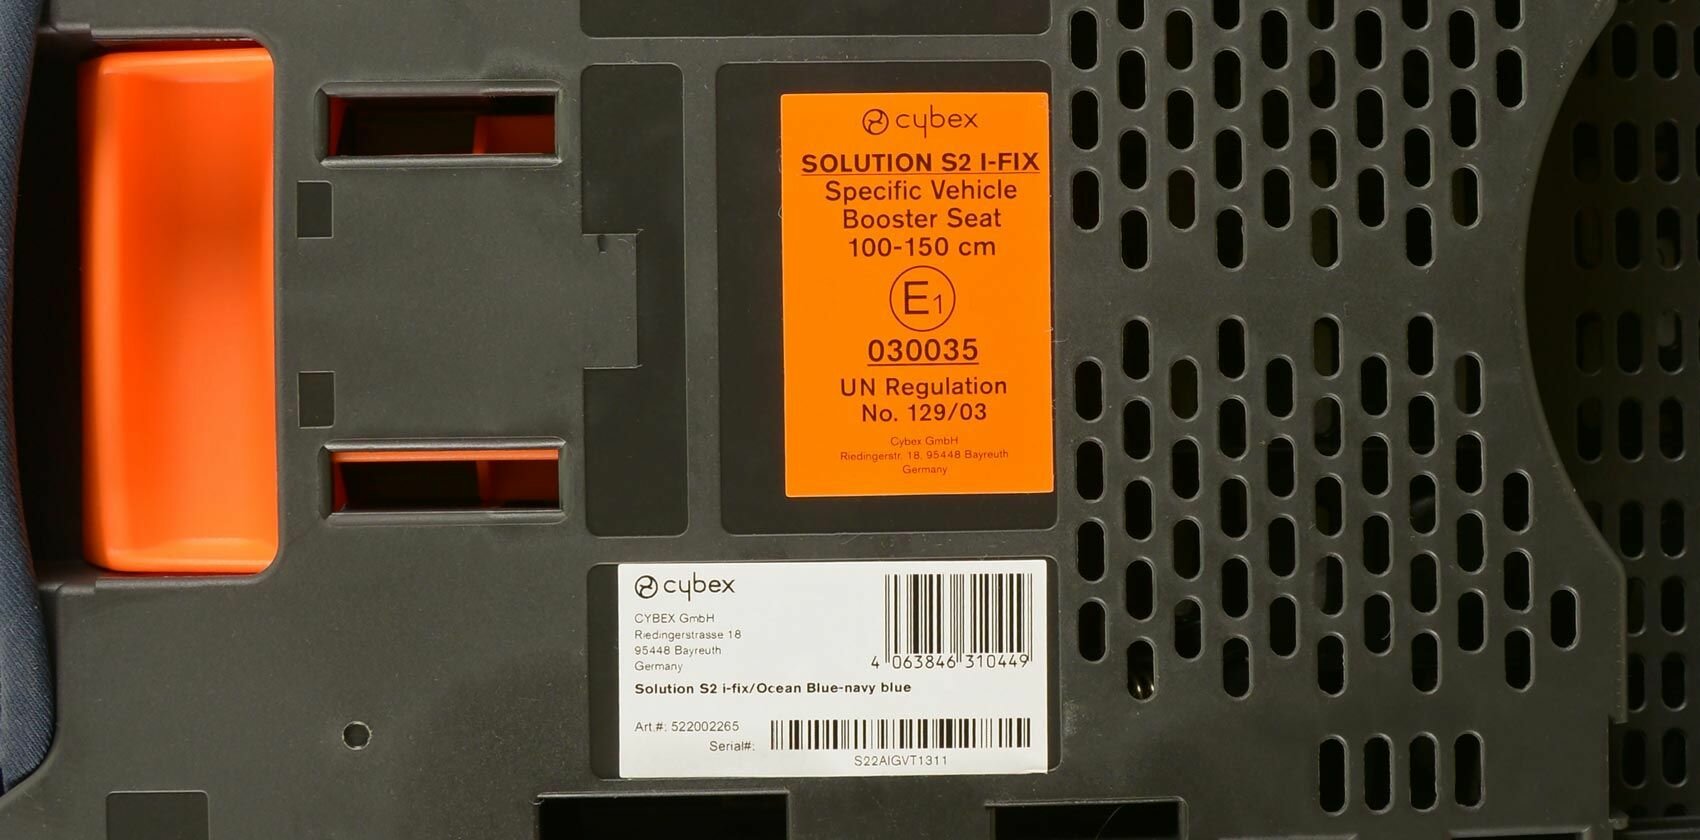 cybex
SOLUTION S2 I-FIX
Specific Vehicle
Booster Seat
100-150 cm
E1
030035
UN Regulation
No. 129/03
Cybex GmbH
Riedingerstr. 18, 95448 Bayreuth
Germany
cybex
CYBEX GmbH
Riedingerstrasse 18
95448 Bayreuth
Germany
4 063846 310449
Solution S2 i-fix/Ocean Blue-navy blue
Art.#: 522002265
Serial#:
S22AIGVT1311